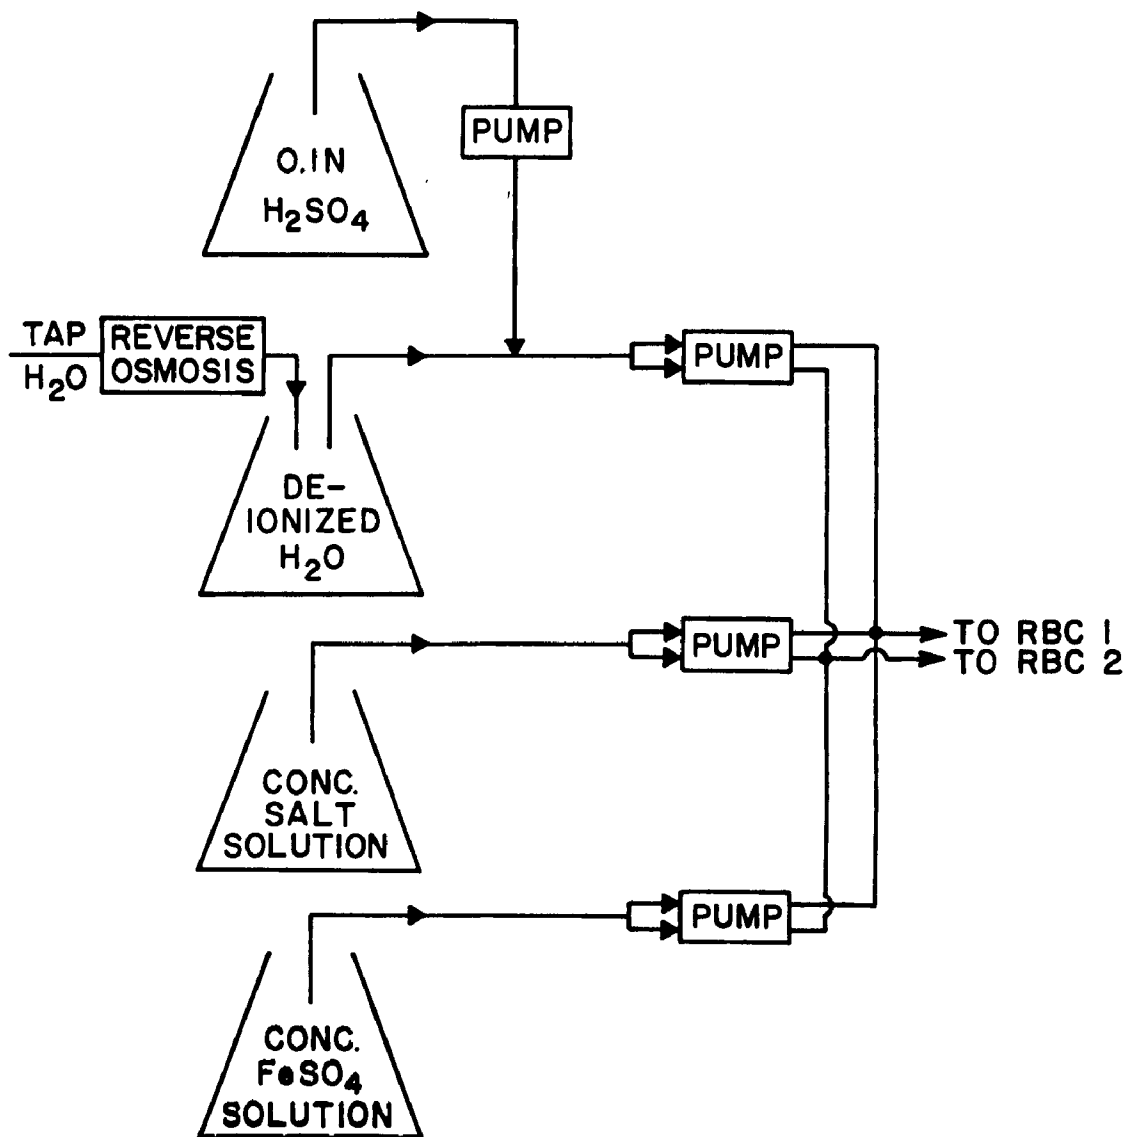 PUMP
0.1N
H₂SO₄
TAP
H₂O
REVERSE
OSMOSIS
PUMP
DE-
IONIZED
H₂O
PUMP
TO RBC 1
TO RBC 2
CONC.
SALT
SOLUTION
PUMP
CONC.
FeSO₄
SOLUTION